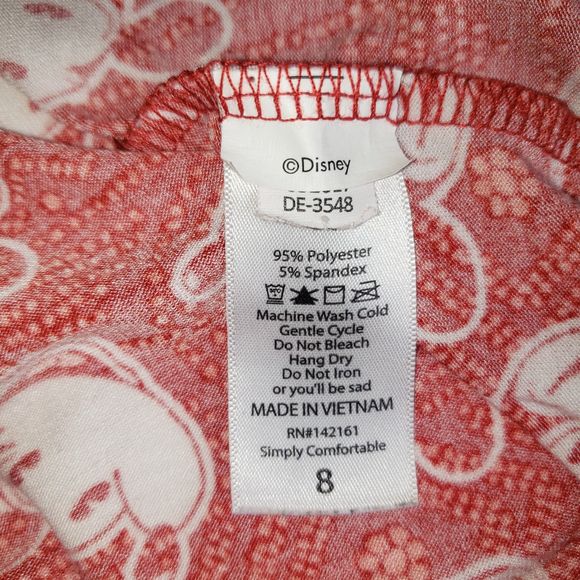 ©Disney
DE-3548
95% Polyester
5% Spandex
Machine Wash Cold
Gentle Cycle
Do Not Bleach
Hang Dry
Do Not Iron
or you'll be sad
MADE IN VIETNAM
RN#142161
Simply Comfortable
8